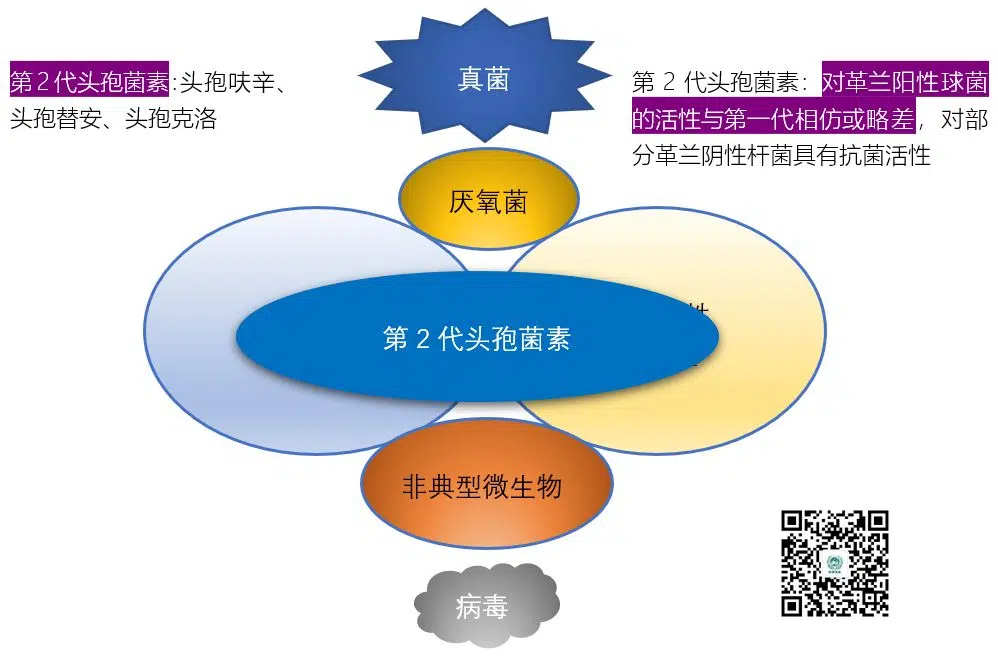 真菌
第2代头孢菌素:头孢呋辛、
头孢替安、头孢克洛
第 2 代头孢菌素：对革兰阳性球菌
的活性与第一代相仿或略差，对部
分革兰阴性杆菌具有抗菌活性
厌氧菌
第 2 代头孢菌素
非典型微生物
病毒